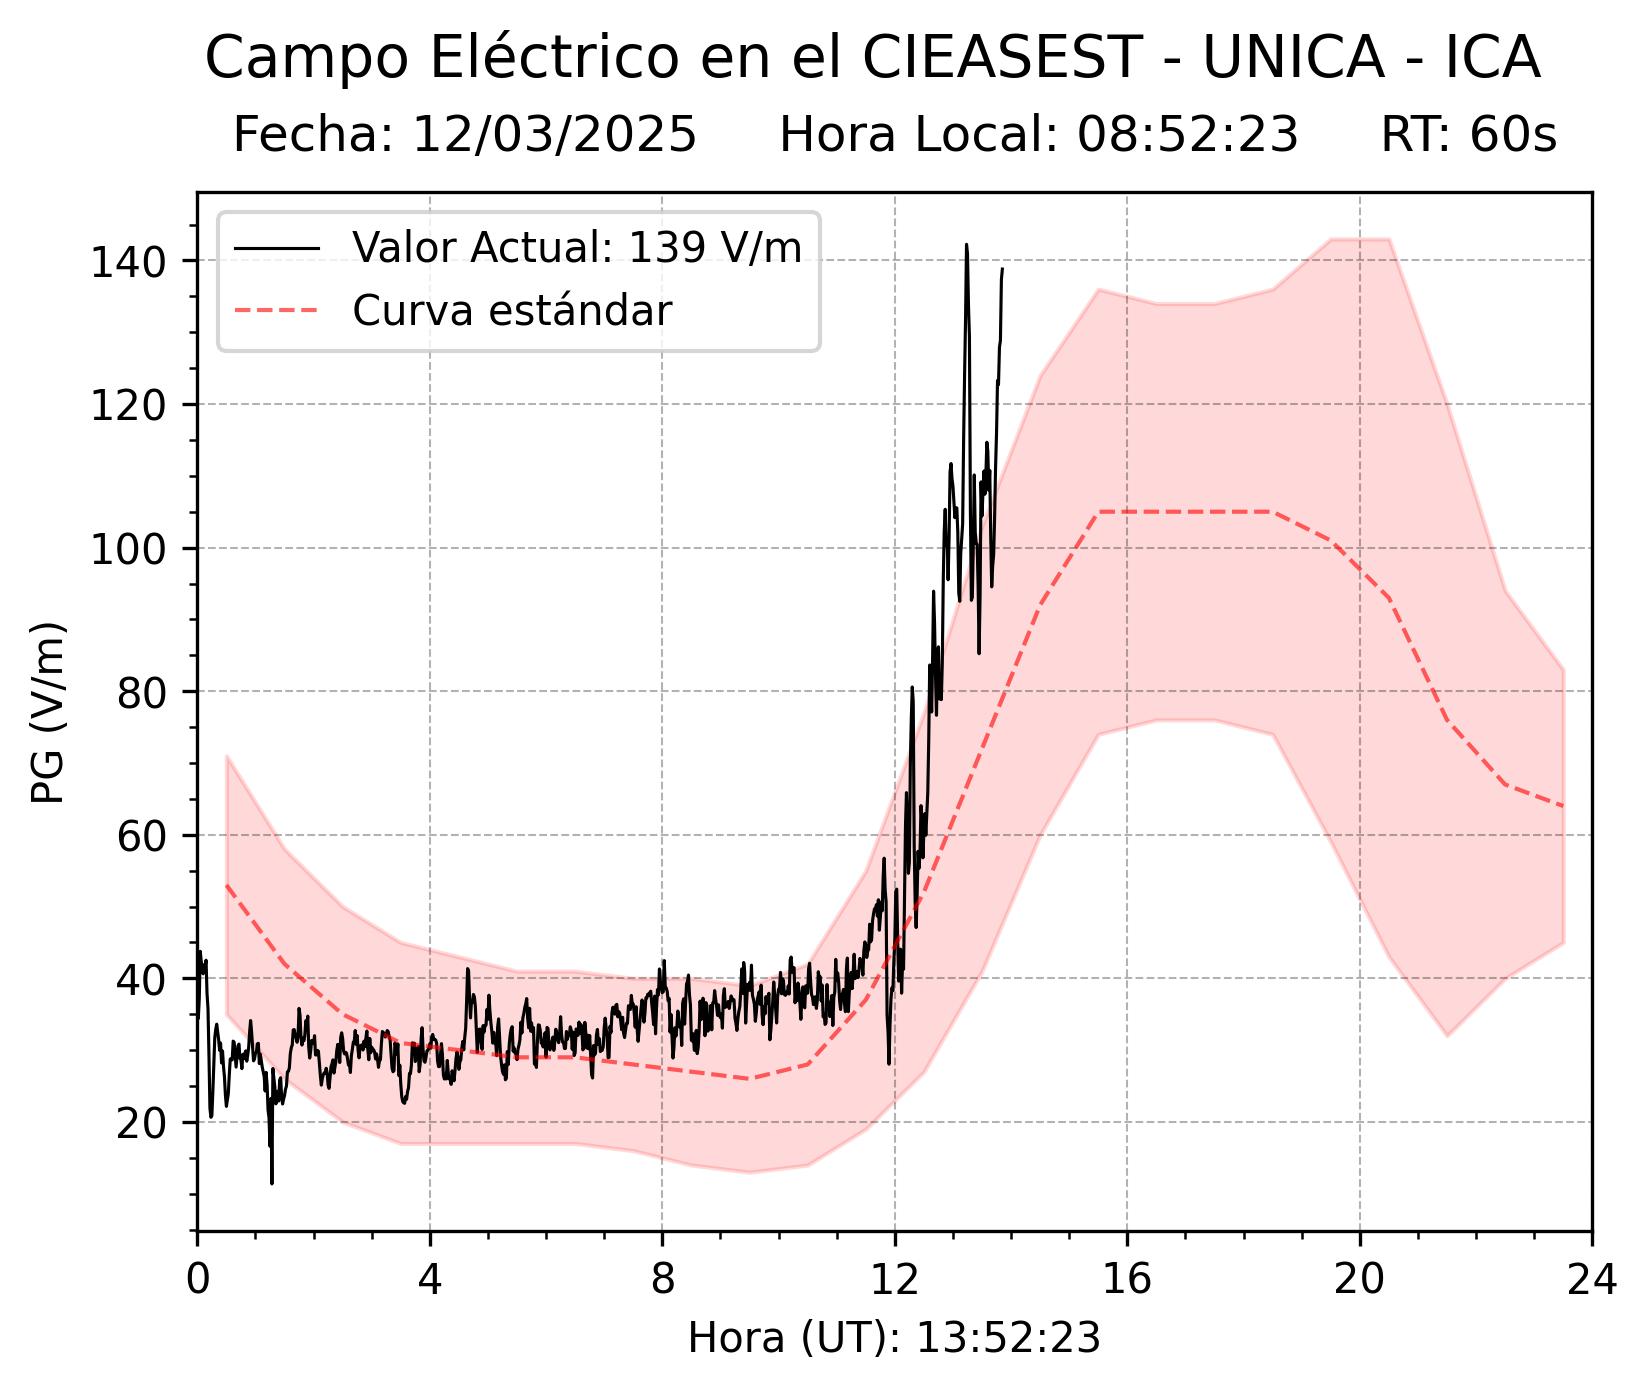 Campo Eléctrico en el CIEASEST - UNICA - ICA
Fecha: 12/03/2025 Hora Local: 08:52:23 RT: 60s
Valor Actual: 139 V/m
Curva estándar
140
120
100
80
60
40
20
PG (V/m)
0 4 8 12 16 20 24
Hora (UT): 13:52:23